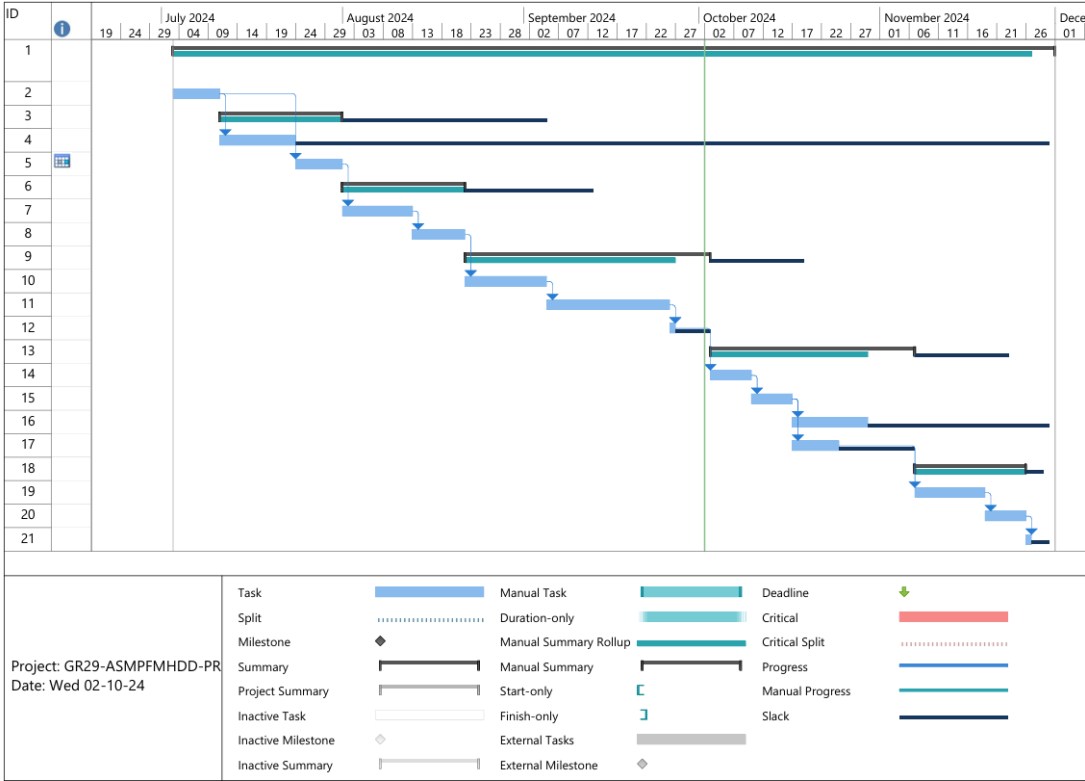 ID
July 2024 August 2024 September 2024 October 2024 November 2024 Dece
19 24 29 04 09 14 19 24 29 03 08 13 18 23 28 02 07 12 17 22 27 02 07 12 17 22 27 01 06 11 16 21 26 01
1
2
3
4
5
6
7
8
9
10
11
12
13
14
15
16
17
18
19
20
21
Project: GR29-ASMPFMHDD-PR
Date: Wed 02-10-24
Task Manual Task Deadline
Split Duration-only Critical
Milestone Manual Summary Rollup Critical Split
Summary Manual Summary Progress
Project Summary Start-only Manual Progress
Inactive Task Finish-only Slack
Inactive Milestone External Tasks
Inactive Summary External Milestone